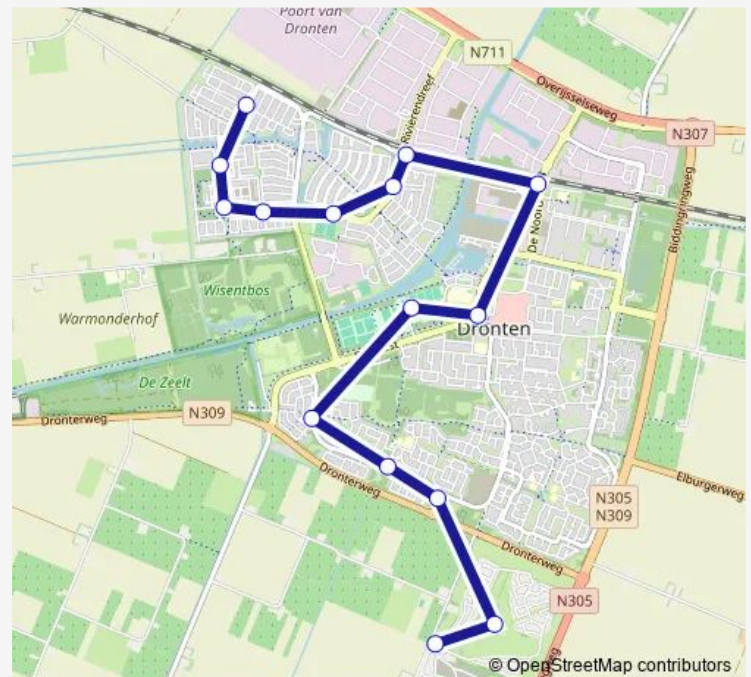 Poort van
Dronten
N711
Overijsselseweg
N307
Rivierendreef
Biddingringweg
De Noord
Wisentbos
Warmonderhof
Dronten
De Zeelt
N309
Dronterweg
Dronterweg
Elburgerweg
N305
N309
Dronterweg
N305
© OpenStreetMap contributors